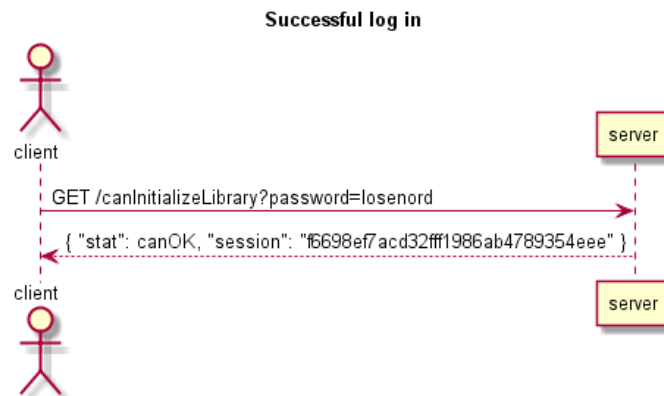 Successful log in
client
server
GET /canInitializeLibrary?password=losenord
{ "stat": canOK, "session": "f6698ef7acd32fff1986ab4789354eee" }
client
server